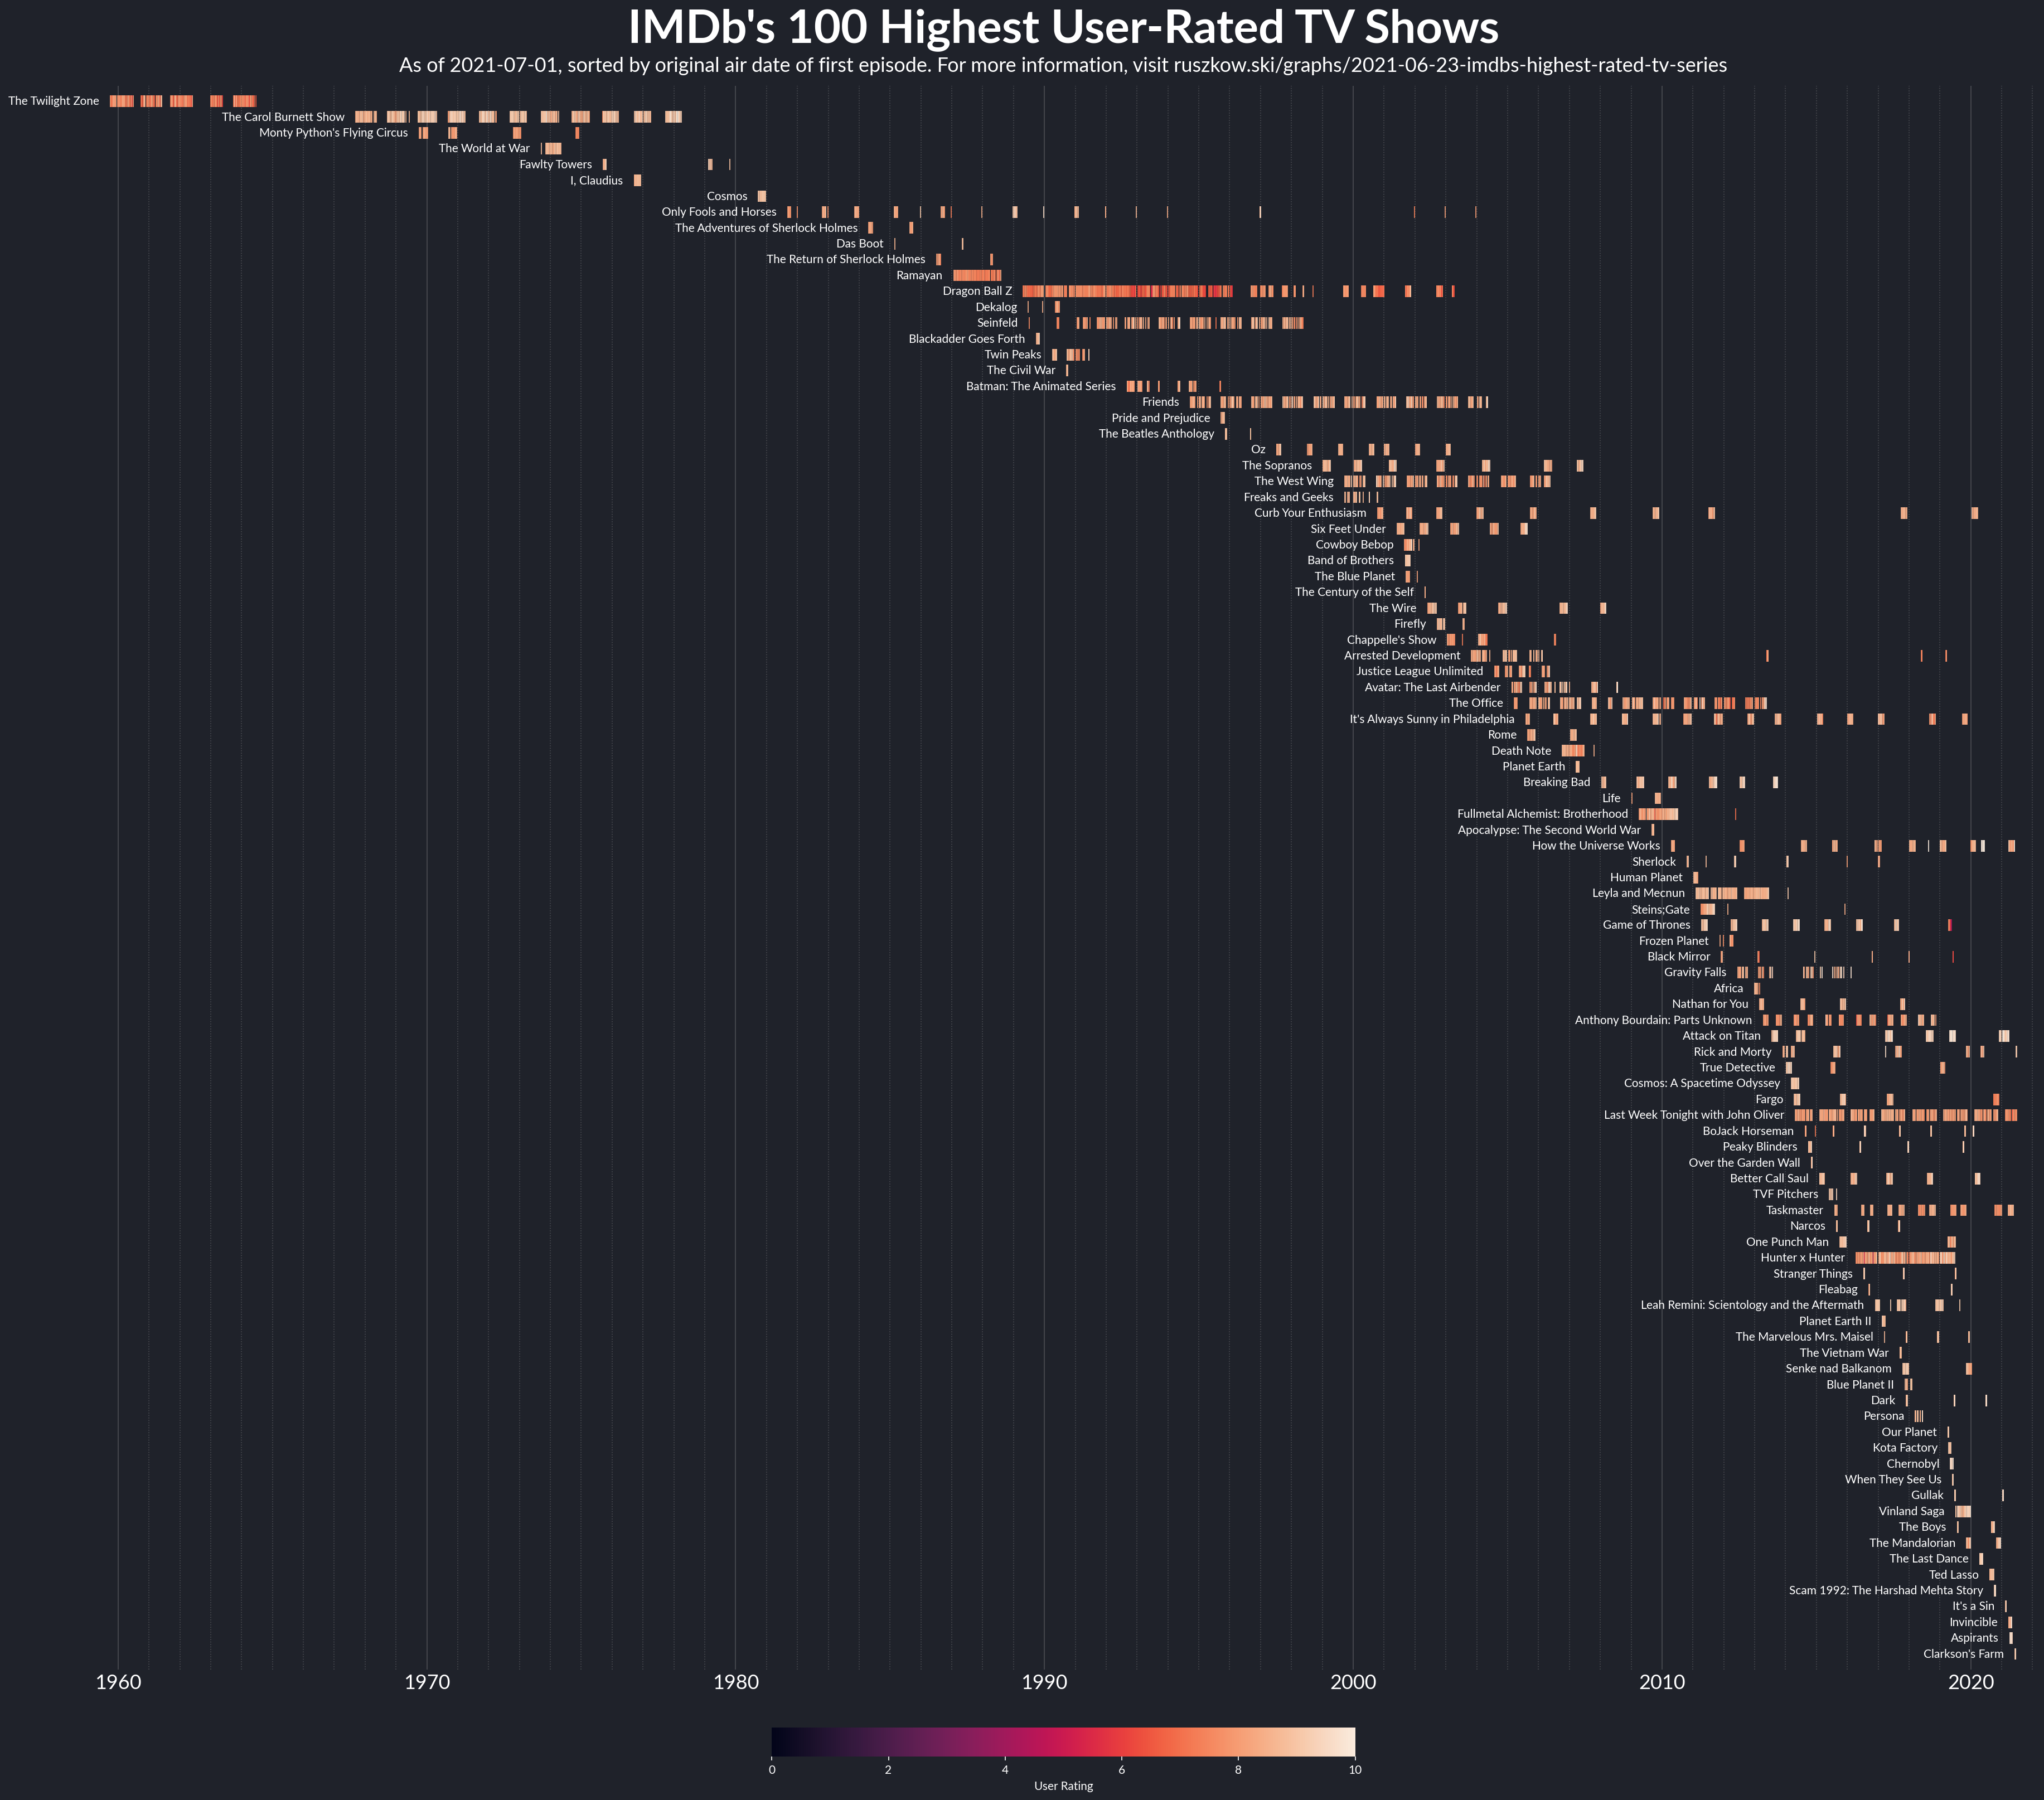 IMDb's 100 Highest User-Rated TV Shows
As of 2021-07-01, sorted by original air date of first episode. For more information, visit ruszkow.ski/graphs/2021-06-23-imdbs-highest-rated-tv-series
The Twilight Zone
The Carol Burnett Show
Monty Python's Flying Circus
The World at War
Fawlty Towers
I, Claudius
Cosmos
Only Fools and Horses
The Adventures of Sherlock Holmes
Das Boot
The Return of Sherlock Holmes
Ramayan
Dragon Ball Z
Dekalog
Seinfeld
Blackadder Goes Forth
Twin Peaks
The Civil War
Batman: The Animated Series
Friends
Pride and Prejudice
The Beatles Anthology
Oz
The Sopranos
The West Wing
Freaks and Geeks
Curb Your Enthusiasm
Six Feet Under
Cowboy Bebop
Band of Brothers
The Blue Planet
The Century of the Self
The Wire
Firefly
Chappelle's Show
Arrested Development
Justice League Unlimited
Avatar: The Last Airbender
The Office
It's Always Sunny in Philadelphia
Rome
Death Note
Planet Earth
Breaking Bad
Life
Fullmetal Alchemist: Brotherhood
Apocalypse: The Second World War
How the Universe Works
Sherlock
Human Planet
Leyla and Mecnun
Steins;Gate
Game of Thrones
Frozen Planet
Black Mirror
Gravity Falls
Africa
Nathan for You
Anthony Bourdain: Parts Unknown
Attack on Titan
Rick and Morty
True Detective
Cosmos: A Spacetime Odyssey
Fargo
Last Week Tonight with John Oliver
BoJack Horseman
Peaky Blinders
Over the Garden Wall
Better Call Saul
TVF Pitchers
Taskmaster
Narcos
One Punch Man
Hunter x Hunter
Stranger Things
Fleabag
Leah Remini: Scientology and the Aftermath
Planet Earth II
The Marvelous Mrs. Maisel
The Vietnam War
Senke nad Balkanom
Blue Planet II
Dark
Persona
Our Planet
Kota Factory
Chernobyl
When They See Us
Gullak
Vinland Saga
The Boys
The Mandalorian
The Last Dance
Ted Lasso
Scam 1992: The Harshad Mehta Story
It's a Sin
Invincible
Aspirants
Clarkson's Farm
1960 1970 1980 1990 2000 2010 2020
0 2 4 6 8 10
User Rating